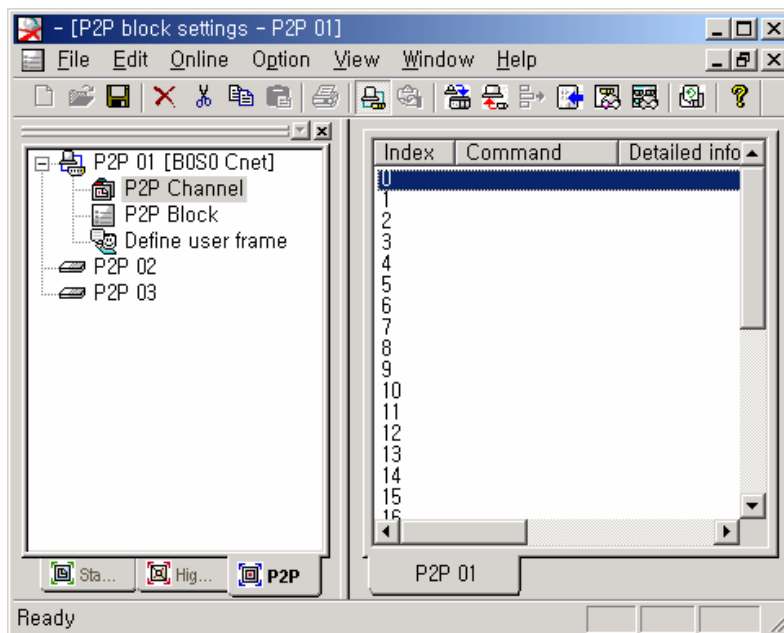 - [P2P block settings - P2P 01]
File Edit Online Option View Window Help
P2P 01 [B0S0 Cnet]
P2P Channel
P2P Block
Define user frame
P2P 02
P2P 03
Sta... Hig... P2P
Index Command Detailed info
0
1
2
3
4
5
6
7
8
9
10
11
12
13
14
15
16
P2P 01
Ready